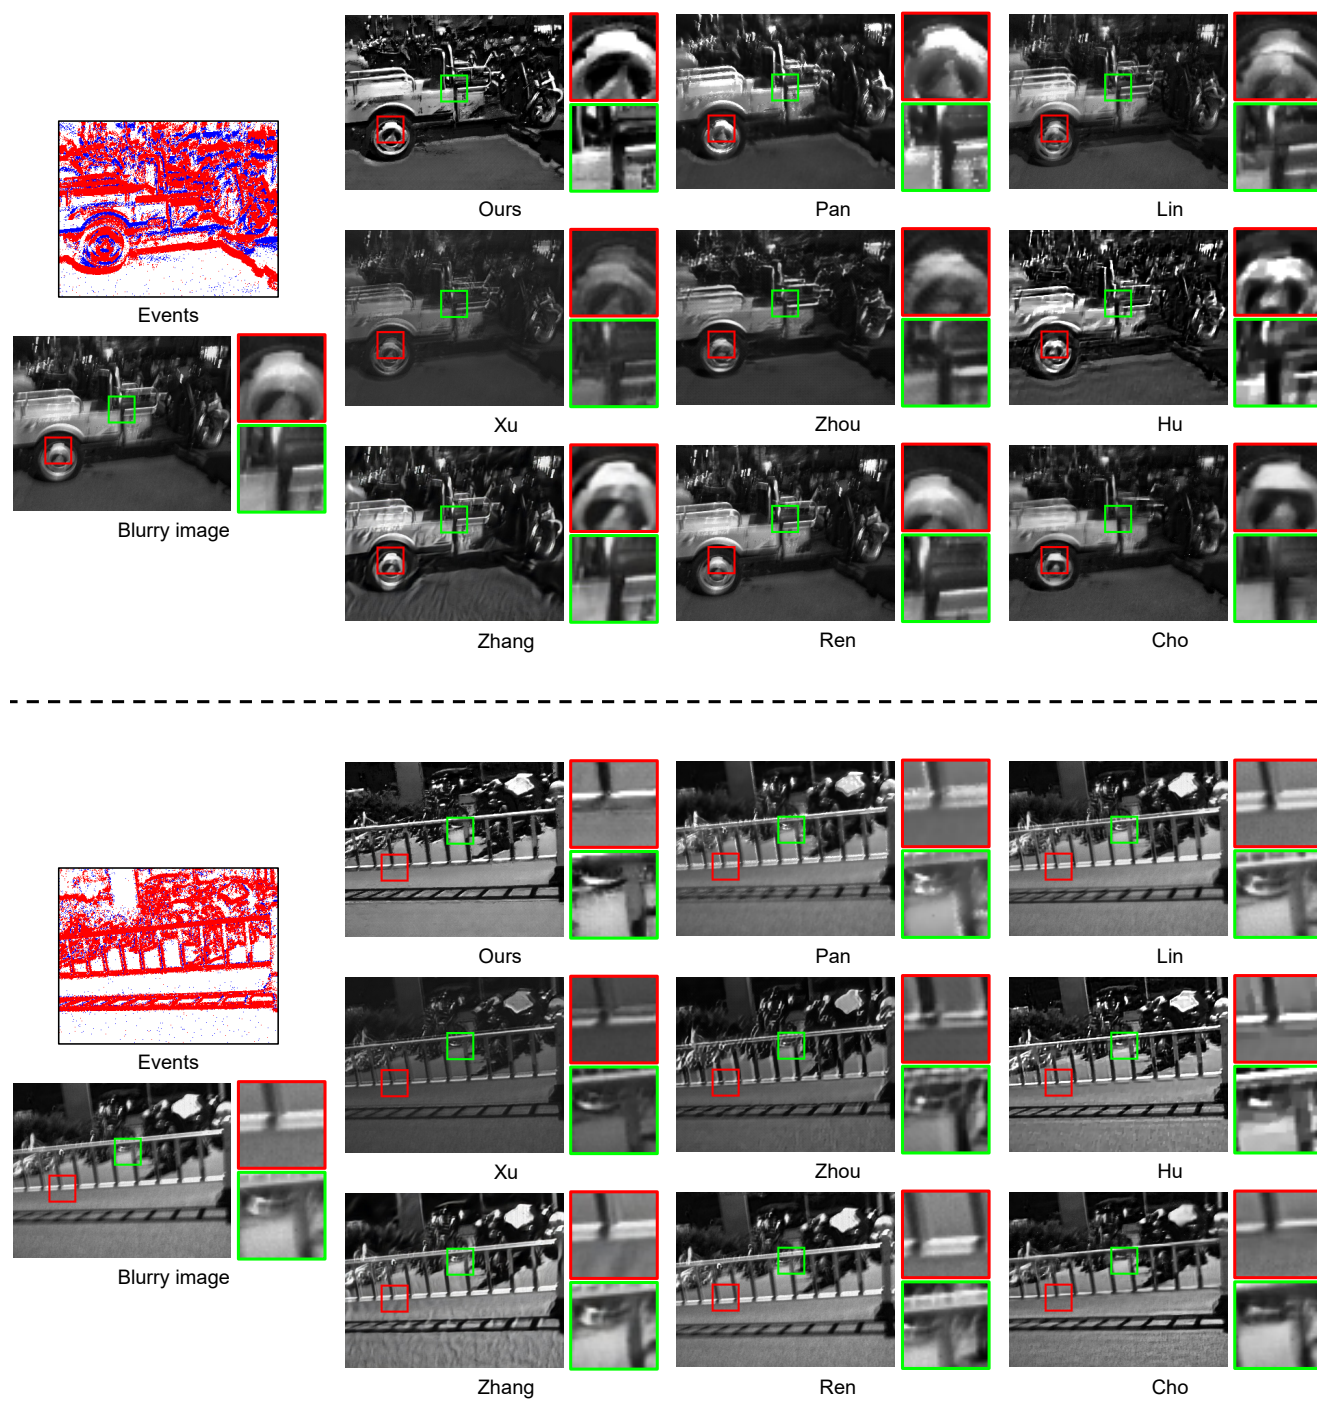 Ours
Pan
Lin
Events
Xu
Zhou
Hu
Blurry image
Zhang
Ren
Cho
Ours
Pan
Lin
Events
Xu
Zhou
Hu
Blurry image
Zhang
Ren
Cho